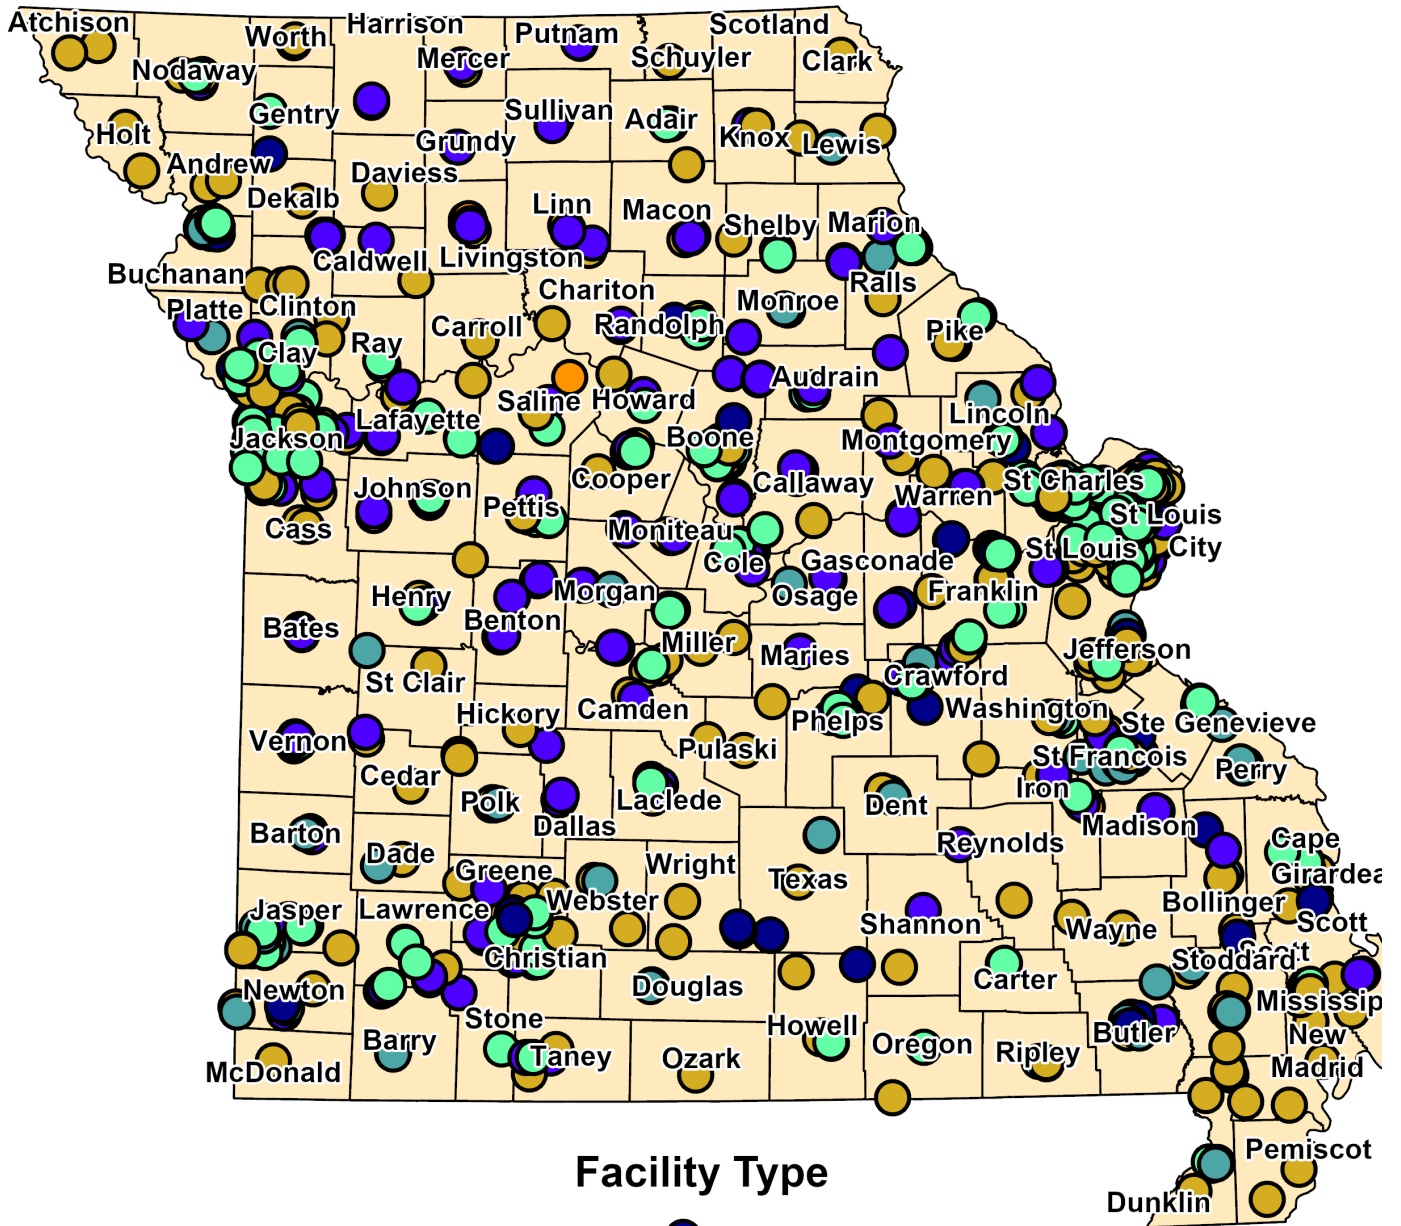 Atchison
Nodaway
Worth
Harrison
Mercer
Putnam
Schuyler
Scotland
Clark
Holt
Gentry
Grundy
Sullivan
Adair
Knox
Lewis
Andrew
Dekalb
Daviess
Livingston
Linn
Macon
Shelby
Marion
Buchanan
Clinton
Caldwell
Chariton
Randolph
Monroe
Ralls
Platte
Clay
Ray
Carroll
Pike
Saline
Howard
Audrain
Lincoln
Jackson
Lafayette
Boone
Montgomery
Cooper
Callaway
Warren
St Charles
Cass
Johnson
Pettis
Moniteau
Cole
Osage
Gasconade
Franklin
St Louis
St Louis
City
Bates
Henry
Benton
Morgan
Miller
Maries
Jefferson
St Clair
Camden
Crawford
Phelps
Washington
Ste Genevieve
Vernon
Hickory
Pulaski
St Francois
Perry
Cedar
Polk
Dallas
Laclede
Dent
Iron
Madison
Barton
Dade
Greene
Webster
Wright
Texas
Reynolds
Cape
Girardea
Jasper
Lawrence
Christian
Shannon
Wayne
Bollinger
Scott
Scott
Newton
Stone
Douglas
Carter
Stoddard
Mississip
McDonald
Barry
Taney
Ozark
Howell
Oregon
Ripley
Butler
New
Madrid
Pemiscot
Dunklin
Facility Type